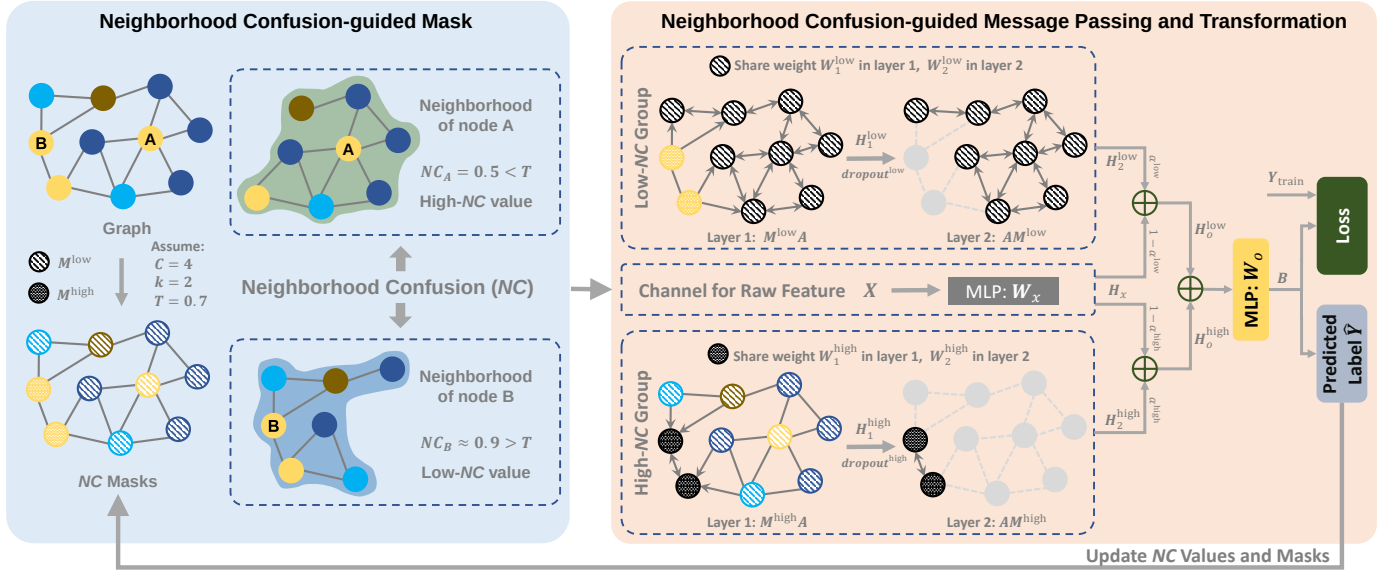 Neighborhood Confusion-guided Mask
B
A
Graph
M^low
M^high
Assume:
C = 4
k = 2
T = 0.7
NC Masks
A
Neighborhood
of node A
NC_A = 0.5 < T
High-NC value
Neighborhood Confusion (NC)
B
Neighborhood
of node B
NC_B ≈ 0.9 > T
Low-NC value
Neighborhood Confusion-guided Message Passing and Transformation
Low-NC Group
Share weight W_1^low in layer 1, W_2^low in layer 2
H_1^low
dropout^low
Layer 1: M^low A
Layer 2: AM^low
Channel for Raw Feature X
MLP: W_x
High-NC Group
Share weight W_1^high in layer 1, W_2^high in layer 2
H_1^high
dropout^high
Layer 1: M^high A
Layer 2: AM^high
H_2^low
α^low
1 − α^low
H_x
1 − α^high
H_2^high
α^high
H_o^low
H_o^high
MLP: W_o
B
Y_train
Loss
Predicted
Label Ŷ
Update NC Values and Masks